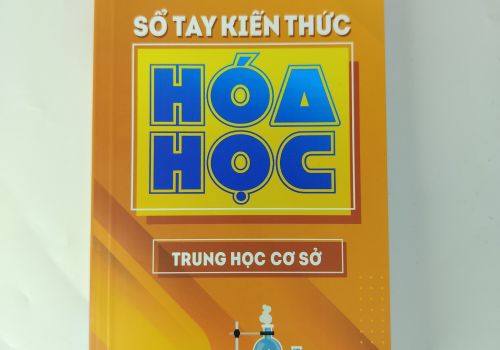 SỔ TAY KIẾN THỨC
HÓA
HỌC
TRUNG HỌC CƠ SỞ